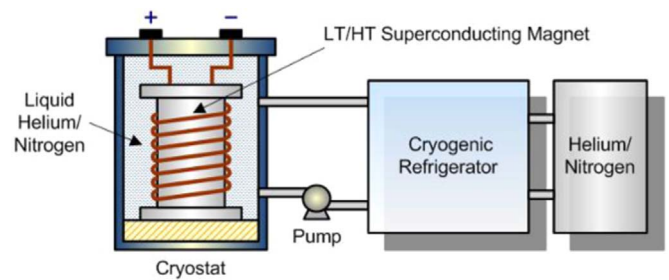 + −
LT/HT Superconducting Magnet
Liquid
Helium/
Nitrogen
Cryogenic
Refrigerator
Helium/
Nitrogen
Pump
Cryostat